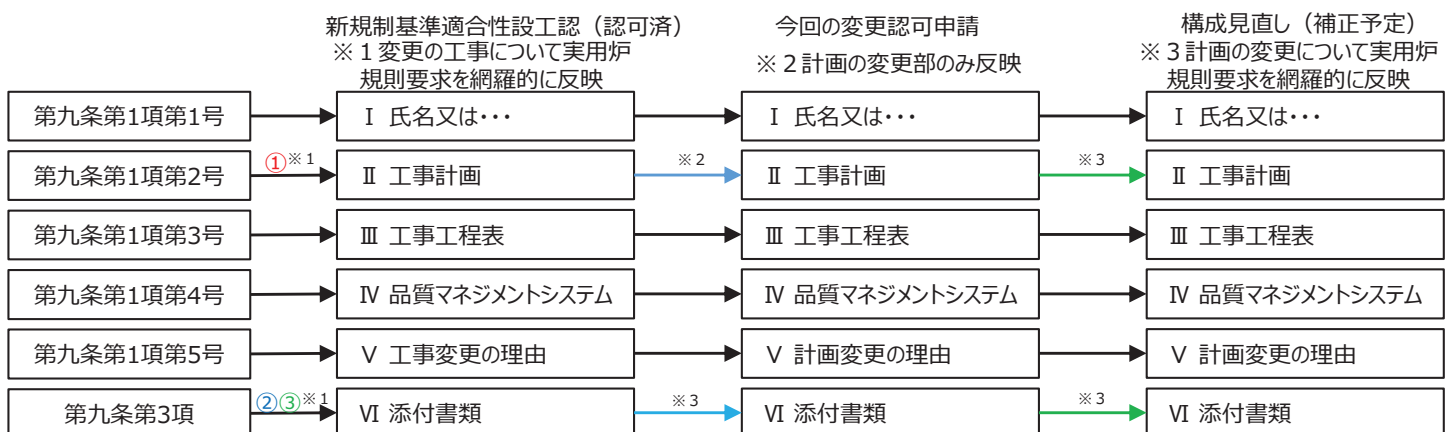 新規制基準適合性設工認（認可済）
※１変更の工事について実用炉
規則要求を網羅的に反映
今回の変更認可申請
※２計画の変更部のみ反映
構成見直し（補正予定）
※３計画の変更について実用炉
規則要求を網羅的に反映
第九条第1項第1号
Ⅰ 氏名又は・・・
Ⅰ 氏名又は・・・
Ⅰ 氏名又は・・・
第九条第1項第2号
①※1
Ⅱ 工事計画
※2
Ⅱ 工事計画
※3
Ⅱ 工事計画
第九条第1項第3号
Ⅲ 工事工程表
Ⅲ 工事工程表
Ⅲ 工事工程表
第九条第1項第4号
Ⅳ 品質マネジメントシステム
Ⅳ 品質マネジメントシステム
Ⅳ 品質マネジメントシステム
第九条第1項第5号
Ⅴ 工事変更の理由
Ⅴ 計画変更の理由
Ⅴ 計画変更の理由
第九条第3項
②③※1
Ⅵ 添付書類
※3
Ⅵ 添付書類
※3
Ⅵ 添付書類